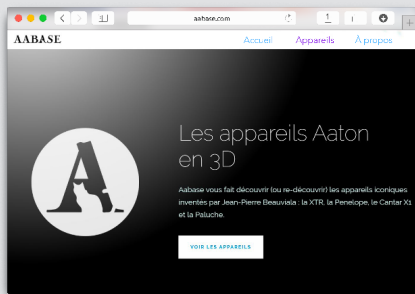 aabase.com
AABASE
Accueil
Appareils
À propos
Les appareils Aaton
en 3D
Aabase vous fait découvrir (ou re-découvrir) les appareils iconiques
inventés par Jean-Pierre Beauviala : la XTR, la Penelope, le Cantar X1
et la Paluche.
VOIR LES APPAREILS
A